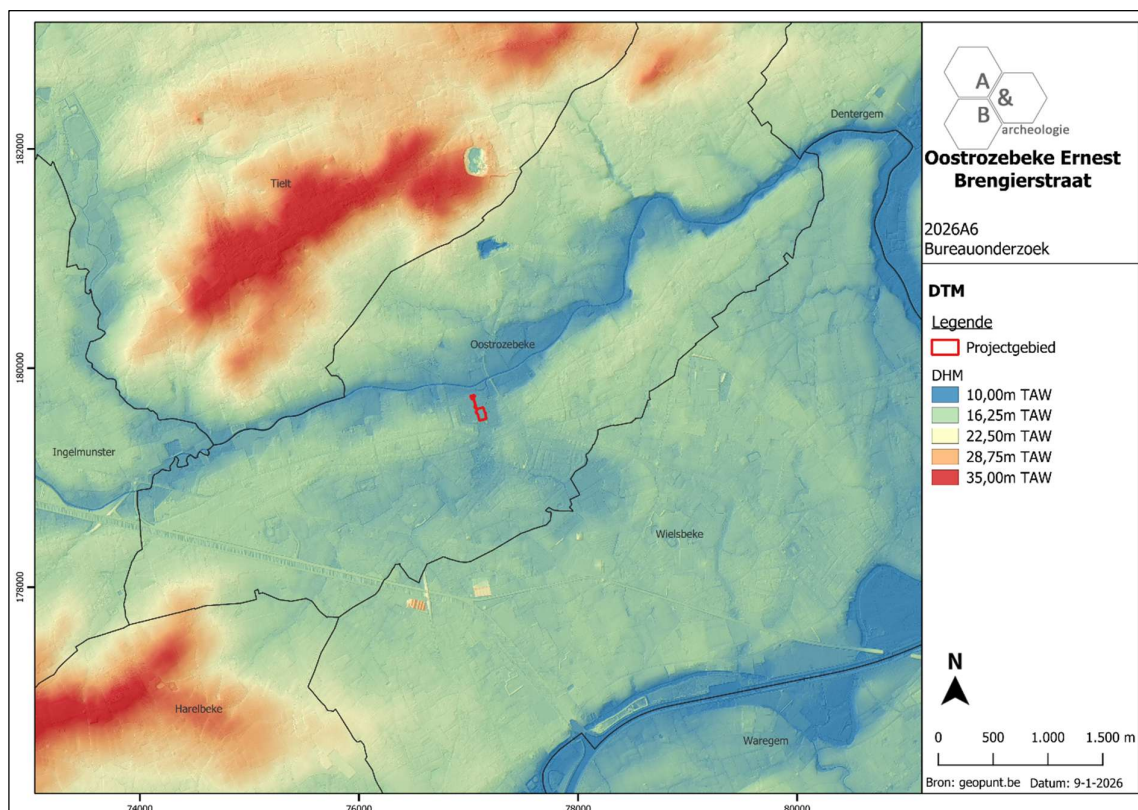 A
&
B
archeologie
Oostrozebeke Ernest
Brengierstraat
2026A6
Bureauonderzoek
DTM
Legende
Projectgebied
DHM
10,00m TAW
16,25m TAW
22,50m TAW
28,75m TAW
35,00m TAW
N
0 500 1.000 1.500 m
Bron: geopunt.be Datum: 9-1-2026
Dentergem
182000
Tielt
Oostrozebeke
180000
Ingelmunster
Wielsbeke
178000
Harelbeke
Waregem
74000 76000 78000 80000